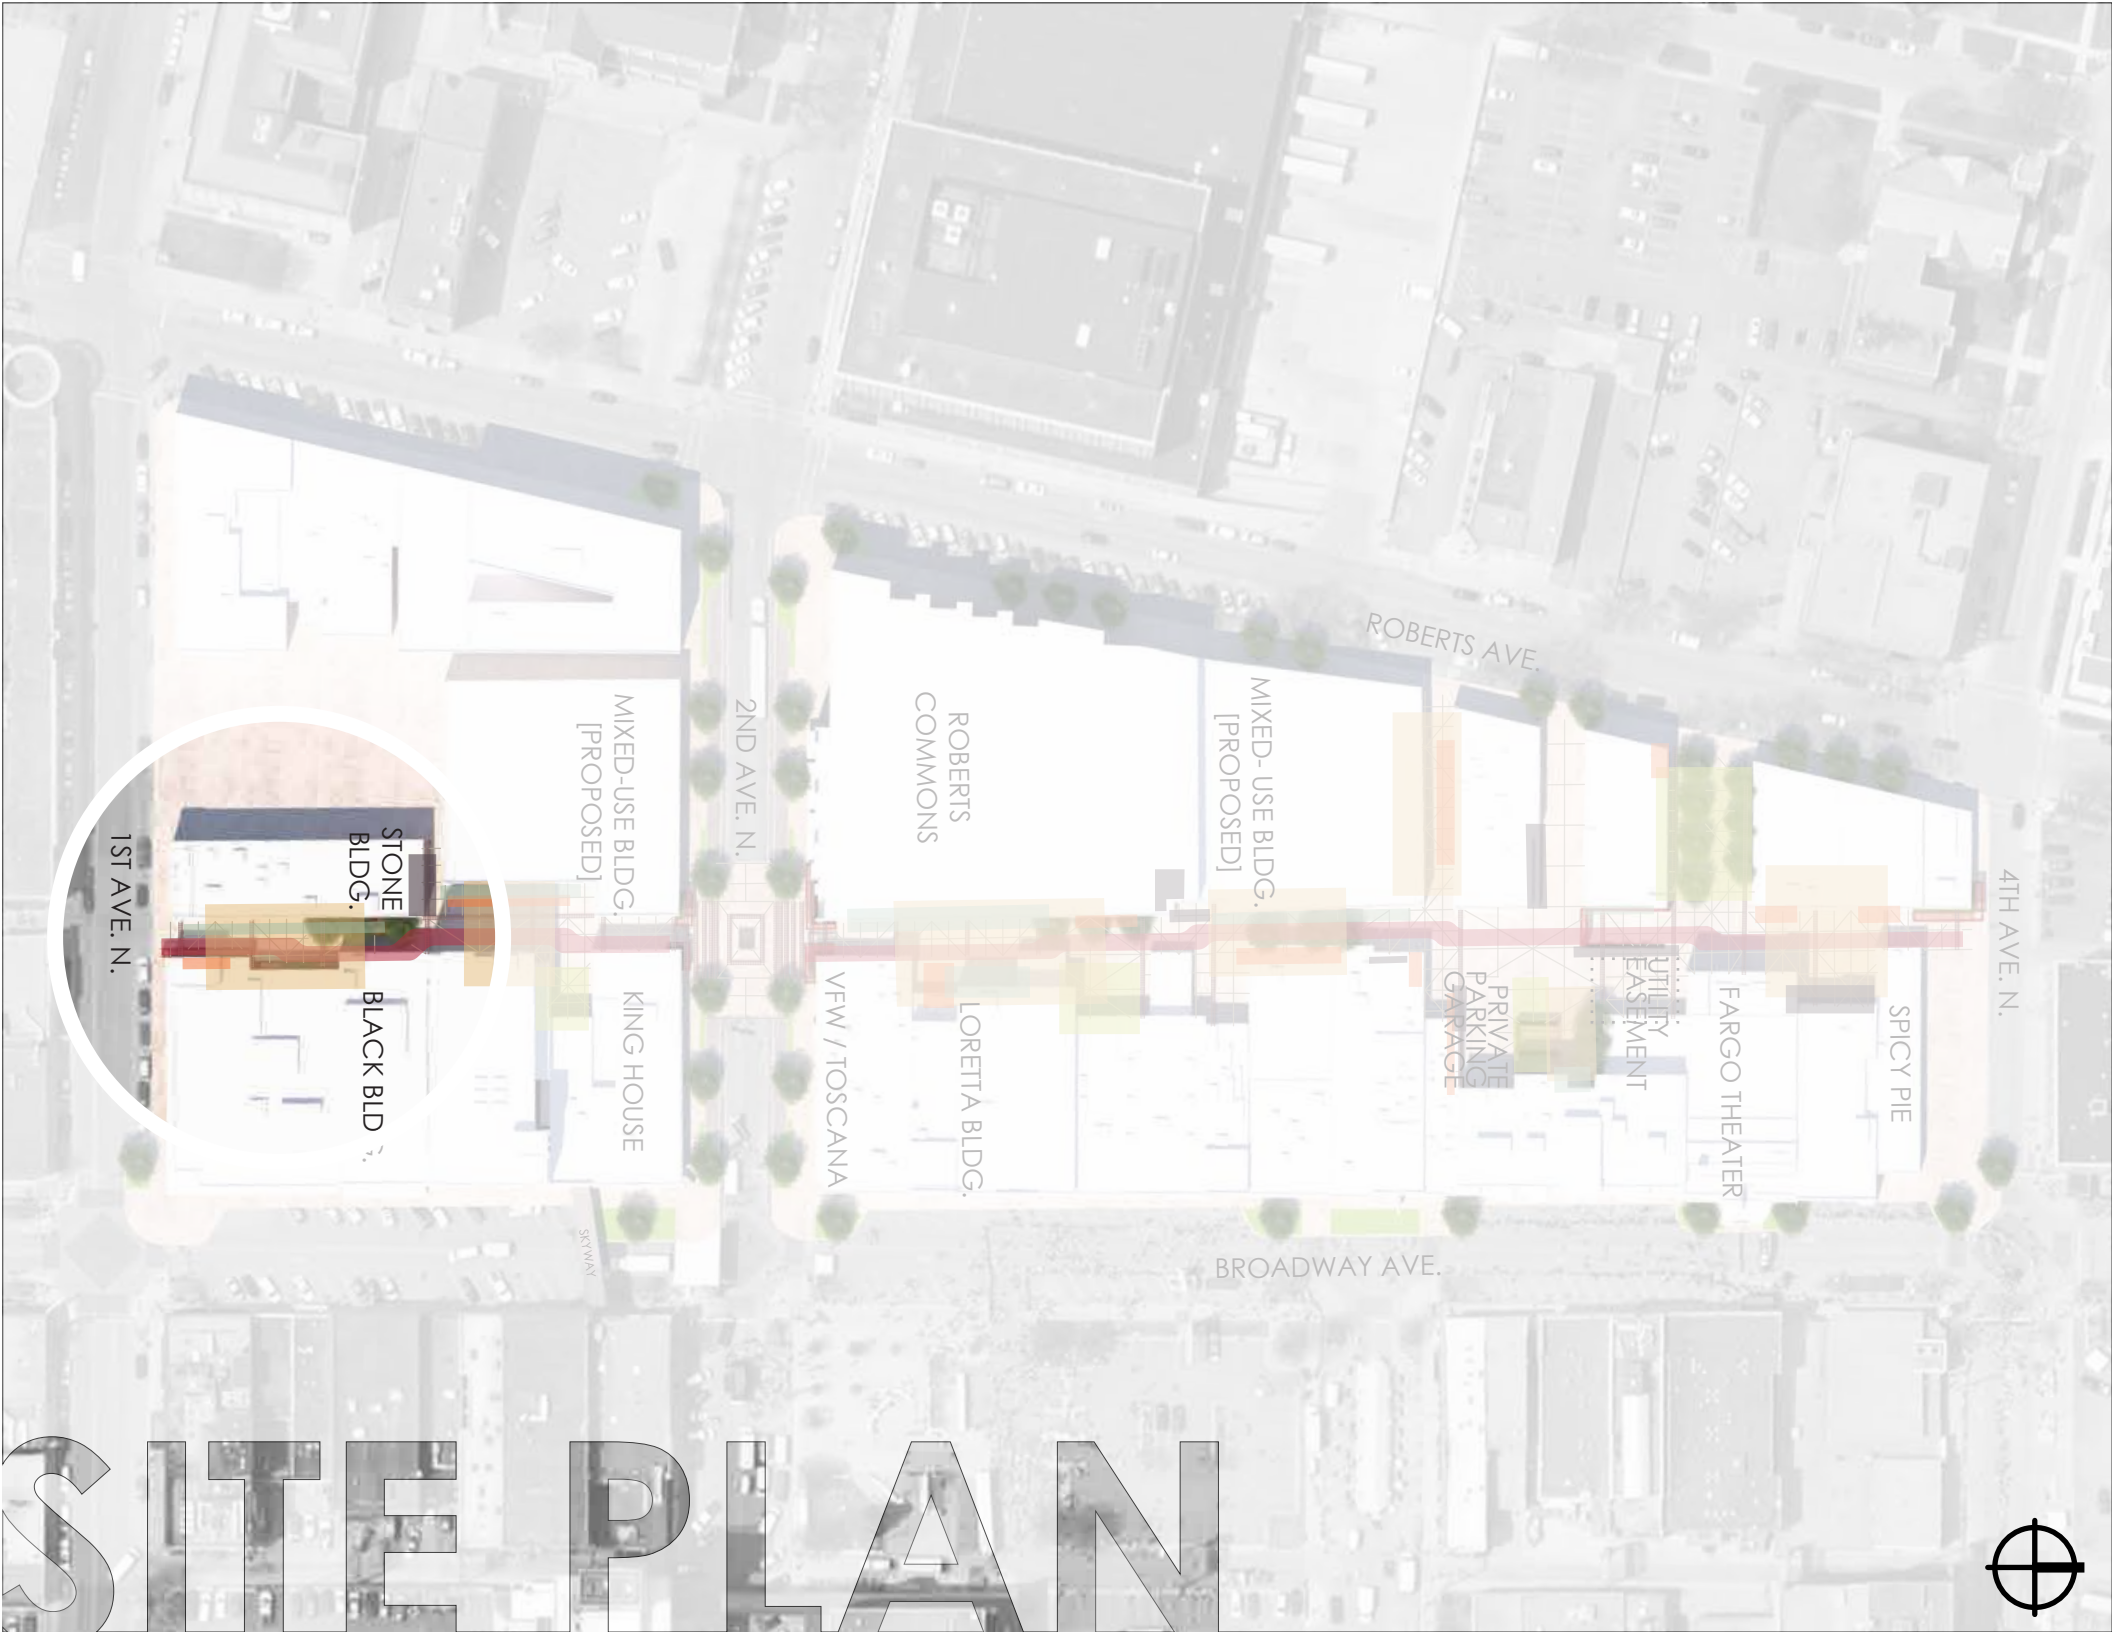 ROBERTS AVE.
MIXED-USE BLDG.
[PROPOSED]
2ND AVE. N.
ROBERTS
COMMONS
MIXED- USE BLDG.
[PROPOSED]
STONE
BLDG.
1ST AVE. N.
4TH AVE. N.
BLACK BLD
KING HOUSE
VFW / TOSCANA
LORETTA BLDG.
PRIVATE
PARKING
GARAGE
UTILITY
EASEMENT
FARGO THEATER
SPICY PIE
SKYWAY
BROADWAY AVE.
SITE PLAN